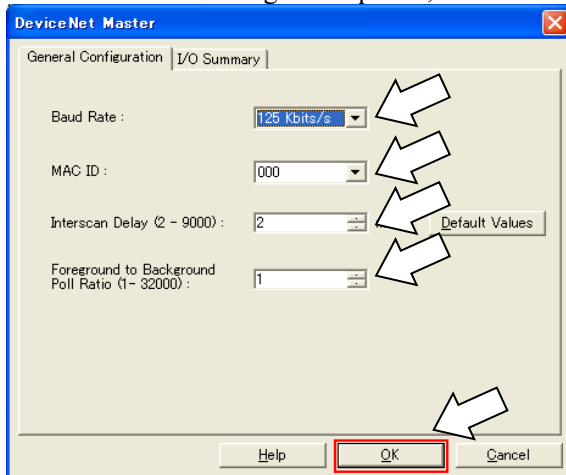 DeviceNet Master
General Configuration I/O Summary
Baud Rate : 125 Kbits/s
MAC ID : 000
Interscan Delay (2 - 9000) : 2 Default Values
Foreground to Background
Poll Ratio (1- 32000) : 1
Help OK Cancel